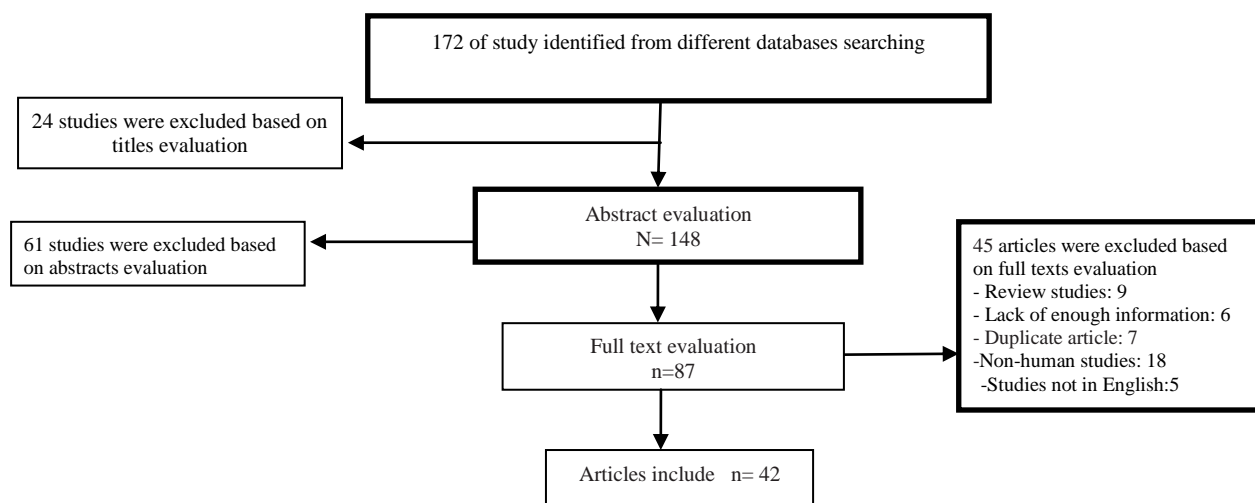 172 of study identified from different databases searching
24 studies were excluded based on
titles evaluation
Abstract evaluation
N= 148
61 studies were excluded based
on abstracts evaluation
45 articles were excluded based
on full texts evaluation
- Review studies: 9
- Lack of enough information: 6
- Duplicate article: 7
-Non-human studies: 18
-Studies not in English:5
Full text evaluation
n=87
Articles include n= 42